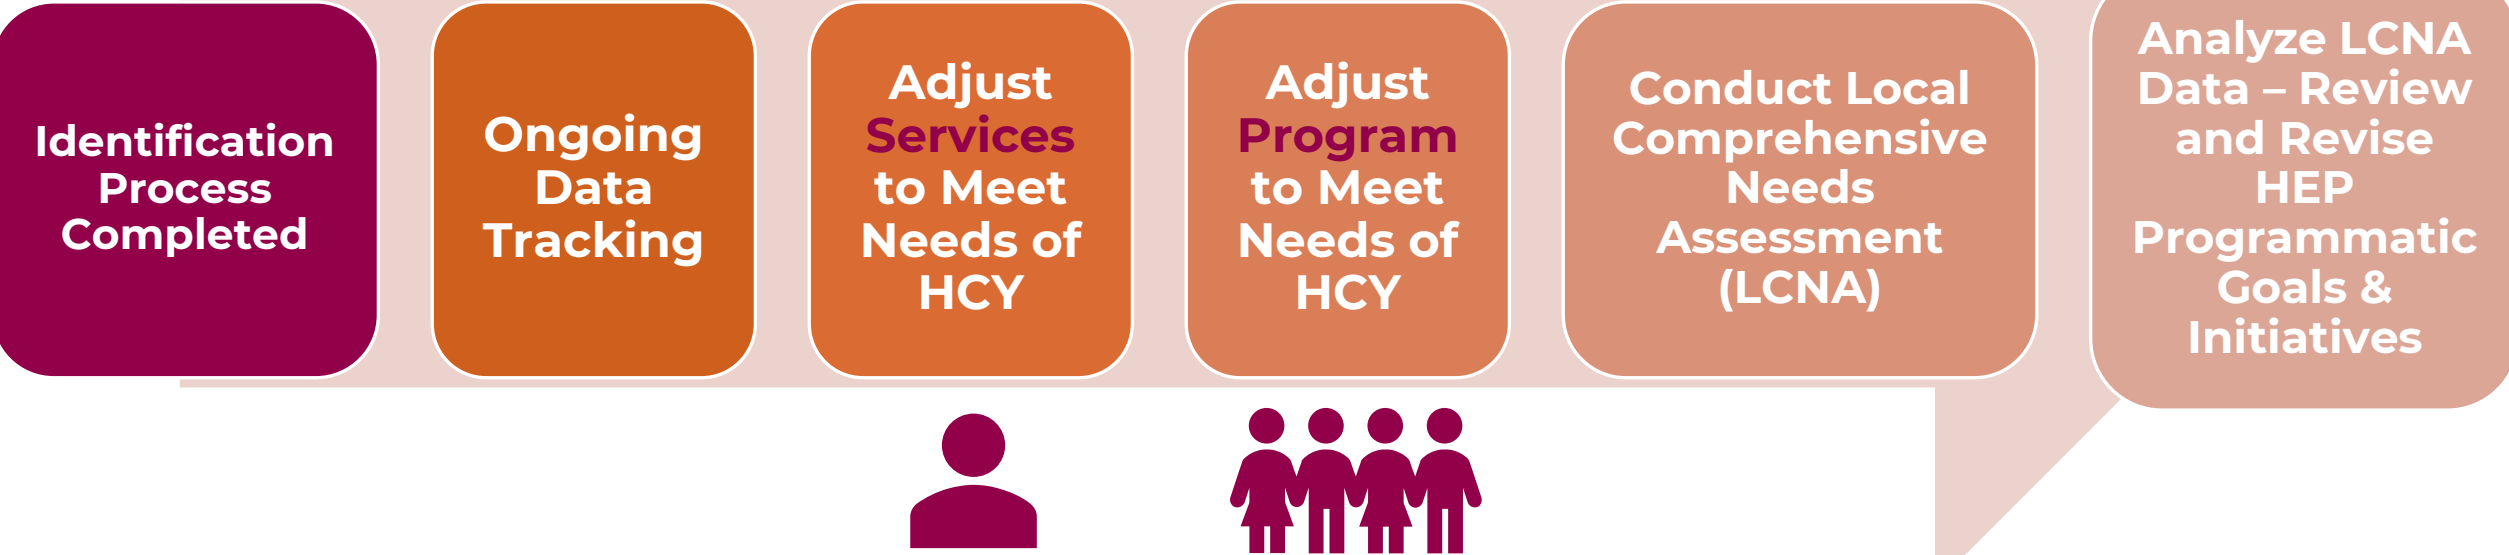 Identification
Process
Completed
Ongoing
Data
Tracking
Adjust
Services
to Meet
Needs of
HCY
Adjust
Program
to Meet
Needs of
HCY
Conduct Local
Comprehensive
Needs
Assessment
(LCNA)
Analyze LCNA
Data – Review
and Revise
HEP
Programmatic
Goals &
Initiatives